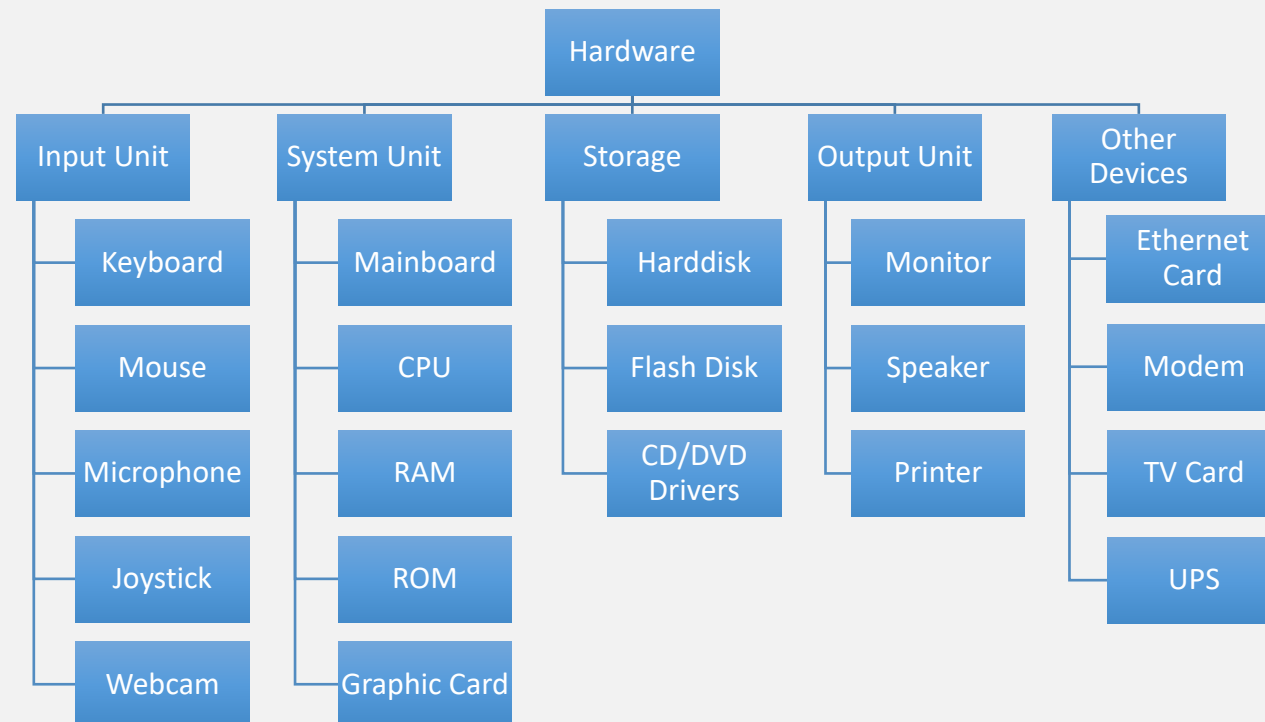 Hardware
Input Unit
Keyboard
Mouse
Microphone
Joystick
Webcam
System Unit
Mainboard
CPU
RAM
ROM
Graphic Card
Storage
Harddisk
Flash Disk
CD/DVD
Drivers
Output Unit
Monitor
Speaker
Printer
Other
Devices
Ethernet
Card
Modem
TV Card
UPS